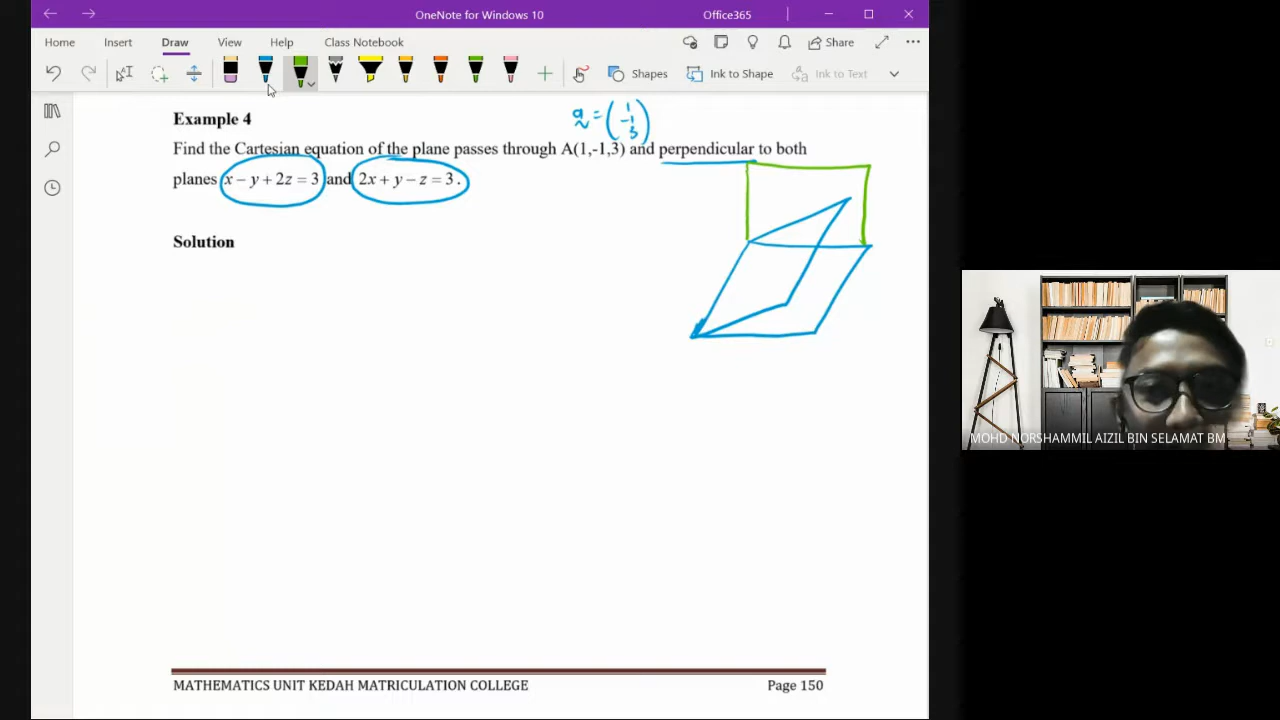 OneNote for Windows 10
Office365
Home Insert Draw View Help Class Notebook
Share
Shapes Ink to Shape Ink to Text
Example 4
a = (1 -1 3)
Find the Cartesian equation of the plane passes through A(1,-1,3) and perpendicular to both
planes x − y + 2z = 3 and 2x + y − z = 3 .
Solution
MATHEMATICS UNIT KEDAH MATRICULATION COLLEGE
Page 150
MOHD NORSHAMMIL AIZIL BIN SELAMAT BM